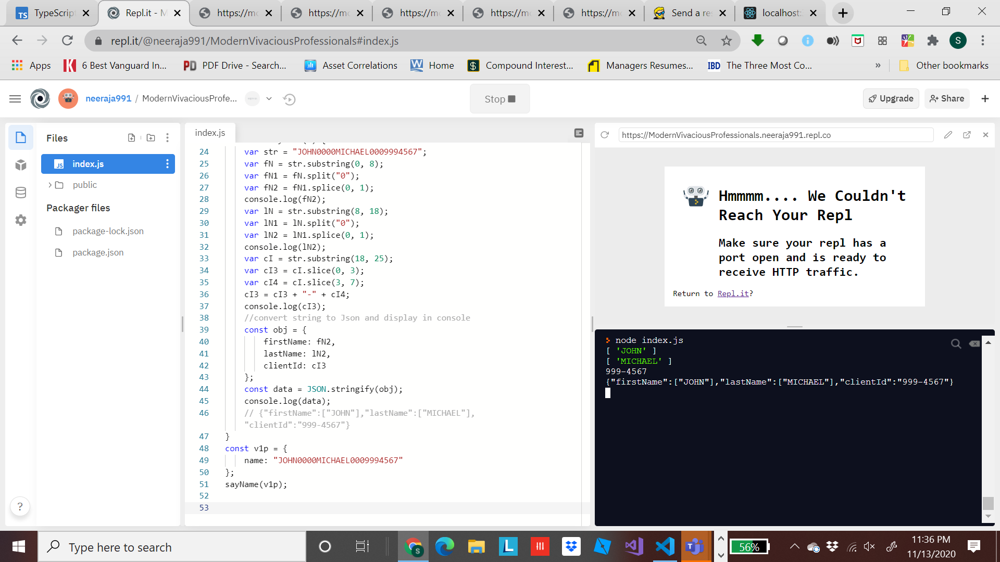 TypeScript
Repl.it - M
https://mo
https://mo
https://mo
https://m
https://mo
Send a re
localhost:
repl.it/@neeraja991/ModernVivaciousProfessionals#index.js
S
Apps
6 Best Vanguard In...
PDF Drive - Search...
Asset Correlations
Home
Compound Interest...
Managers Resumes...
IBD The Three Most Co...
»
Other bookmarks
neeraja991 / ModernVivaciousProfe...
Stop
Upgrade
Share
Files
index.js
public
Packager files
package-lock.json
package.json
?
index.js
24 var str = "JOHN0000MICHAEL0009994567";
25 var fN = str.substring(0, 8);
26 var fN1 = fN.split("0");
27 var fN2 = fN1.splice(0, 1);
28 console.log(fN2);
29 var lN = str.substring(8, 18);
30 var lN1 = lN.split("0");
31 var lN2 = lN1.splice(0, 1);
32 console.log(lN2);
33 var cI = str.substring(18, 25);
34 var cI3 = cI.slice(0, 3);
35 var cI4 = cI.slice(3, 7);
36 cI3 = cI3 + "-" + cI4;
37 console.log(cI3);
38 //convert string to Json and display in console
39 const obj = {
40 firstName: fN2,
41 lastName: lN2,
42 clientId: cI3
43 };
44 const data = JSON.stringify(obj);
45 console.log(data);
46 // {"firstName":["JOHN"],"lastName":["MICHAEL"],
"clientId":"999-4567"}
47 }
48 const v1p = {
49 name: "JOHN0000MICHAEL0009994567"
50 };
51 sayName(v1p);
52
53
https://ModernVivaciousProfessionals.neeraja991.repl.co
Hmmmm.... We Couldn't
Reach Your Repl
Make sure your repl has a
port open and is ready to
receive HTTP traffic.
Return to Repl.it?
node index.js
[ 'JOHN' ]
[ 'MICHAEL' ]
999-4567
{"firstName":["JOHN"],"lastName":["MICHAEL"],"clientId":"999-4567"}
Type here to search
56%
11:36 PM
11/13/2020